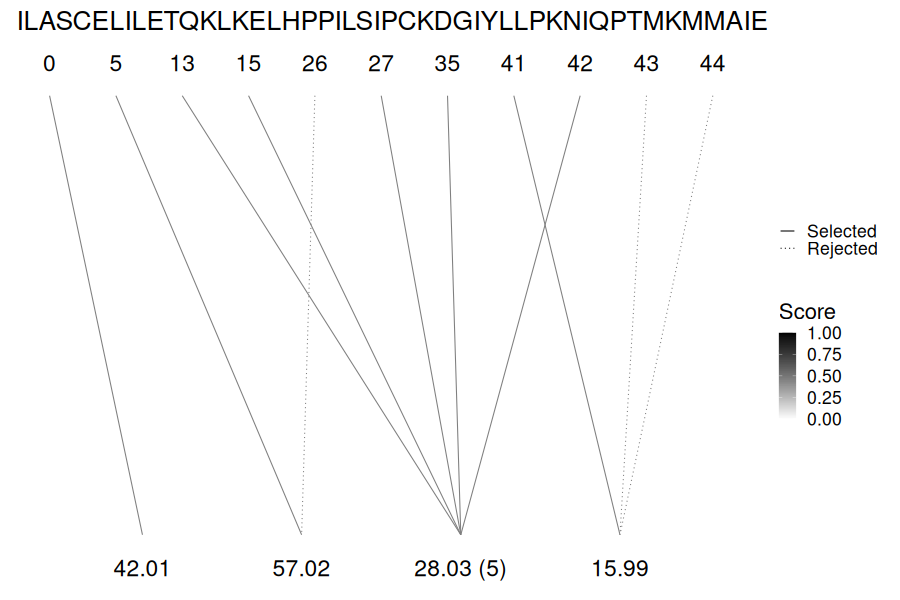 ILASCELILETQKLKELHPPILSIPCKDGIYLLPKNIQPTMKMMAIE
0 5 13 15 26 27 35 41 42 43 44
Selected
Rejected
Score
1.00
0.75
0.50
0.25
0.00
42.01 57.02 28.03 (5) 15.99